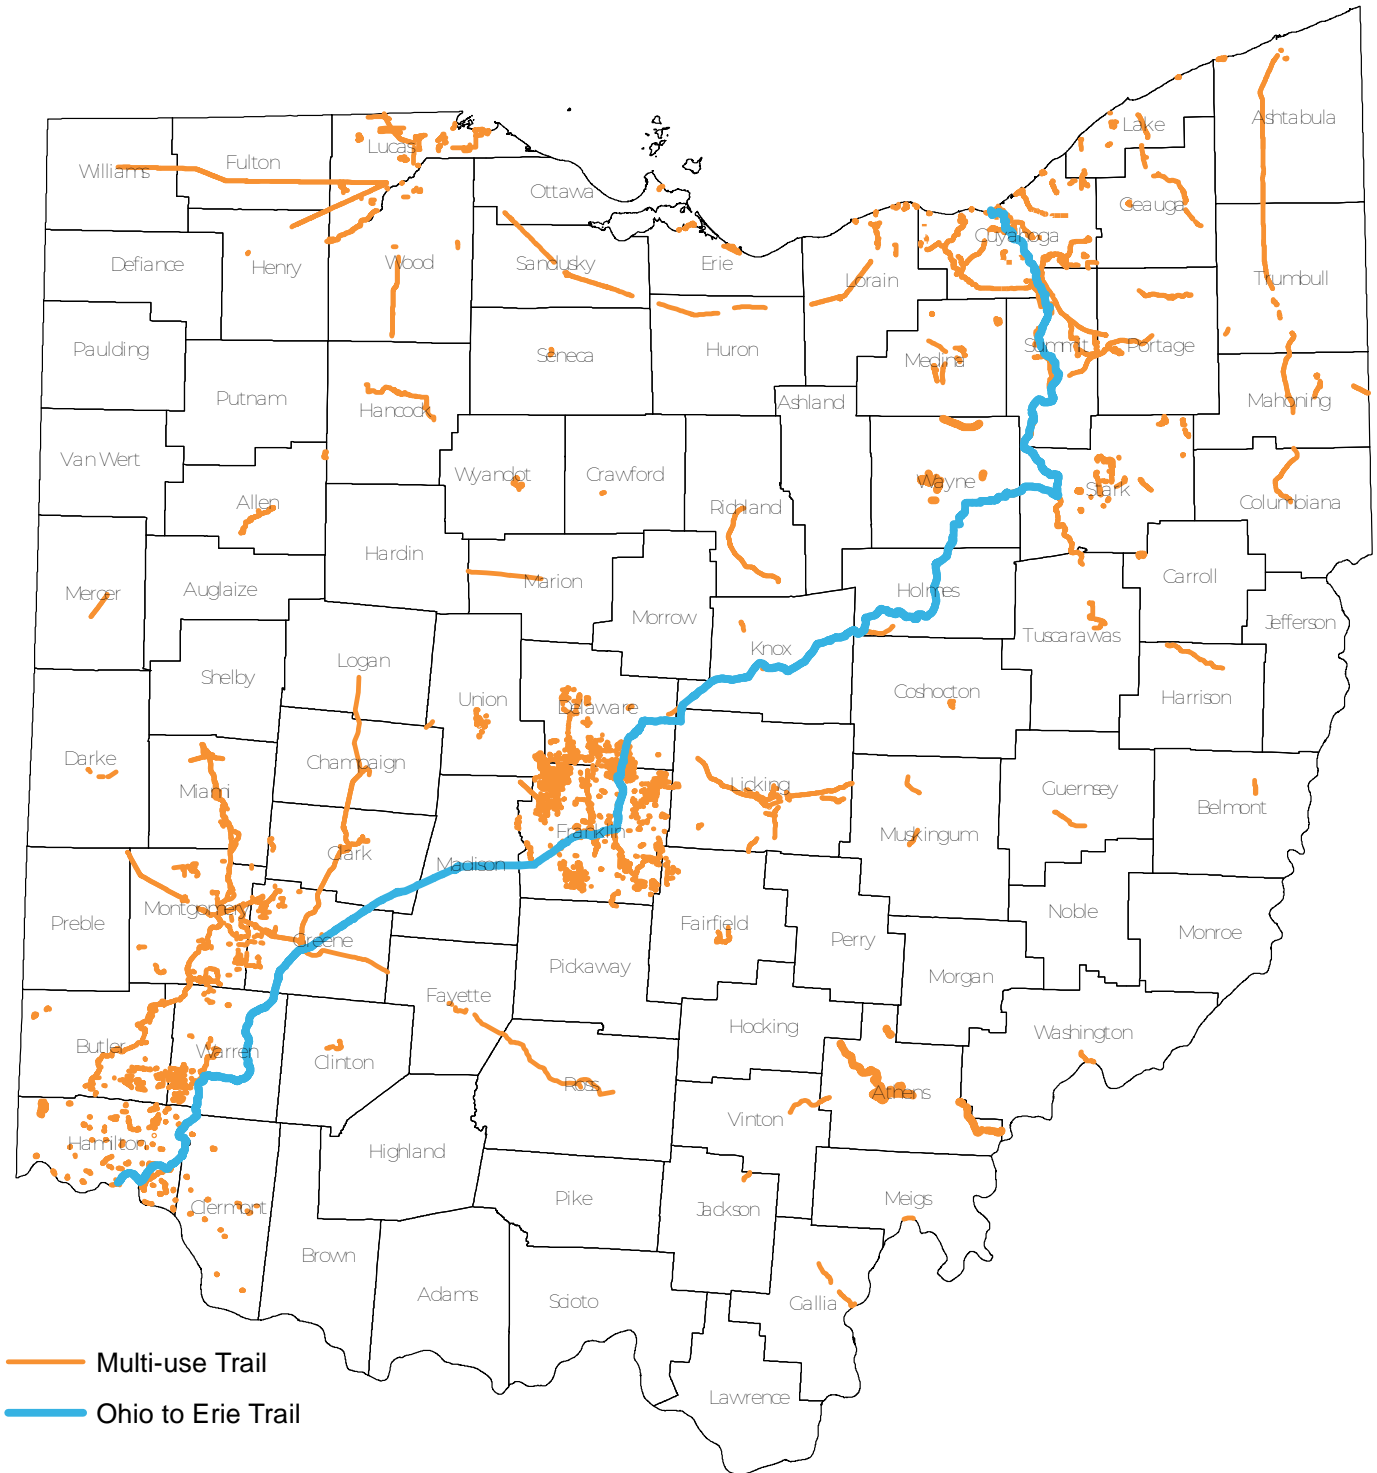 Lake
Ashtabula
Lucas
Fulton
Williams
Ottawa
Geauga
Cuyahoga
Defiance
Henry
Wood
Sandusky
Erie
Lorain
Trumbull
Paulding
Seneca
Huron
Medina
Summit
Portage
Putnam
Hancock
Ashland
Mahoning
Van Wert
Wyandot
Crawford
Wayne
Stark
Allen
Richland
Columbiana
Hardin
Mercer
Auglaize
Marion
Holmes
Carroll
Morrow
Jefferson
Tuscarawas
Knox
Logan
Shelby
Union
Coshocton
Harrison
Delaware
Darke
Champaign
Miami
Licking
Guernsey
Belmont
Franklin
Muskingum
Clark
Madison
Montgomery
Preble
Greene
Fairfield
Perry
Noble
Monroe
Pickaway
Morgan
Fayette
Hocking
Washington
Butler
Warren
Clinton
Ross
Athens
Vinton
Hamilton
Highland
Clermont
Pike
Jackson
Meigs
Brown
Adams
Scioto
Gallia
Lawrence
Multi-use Trail
Ohio to Erie Trail